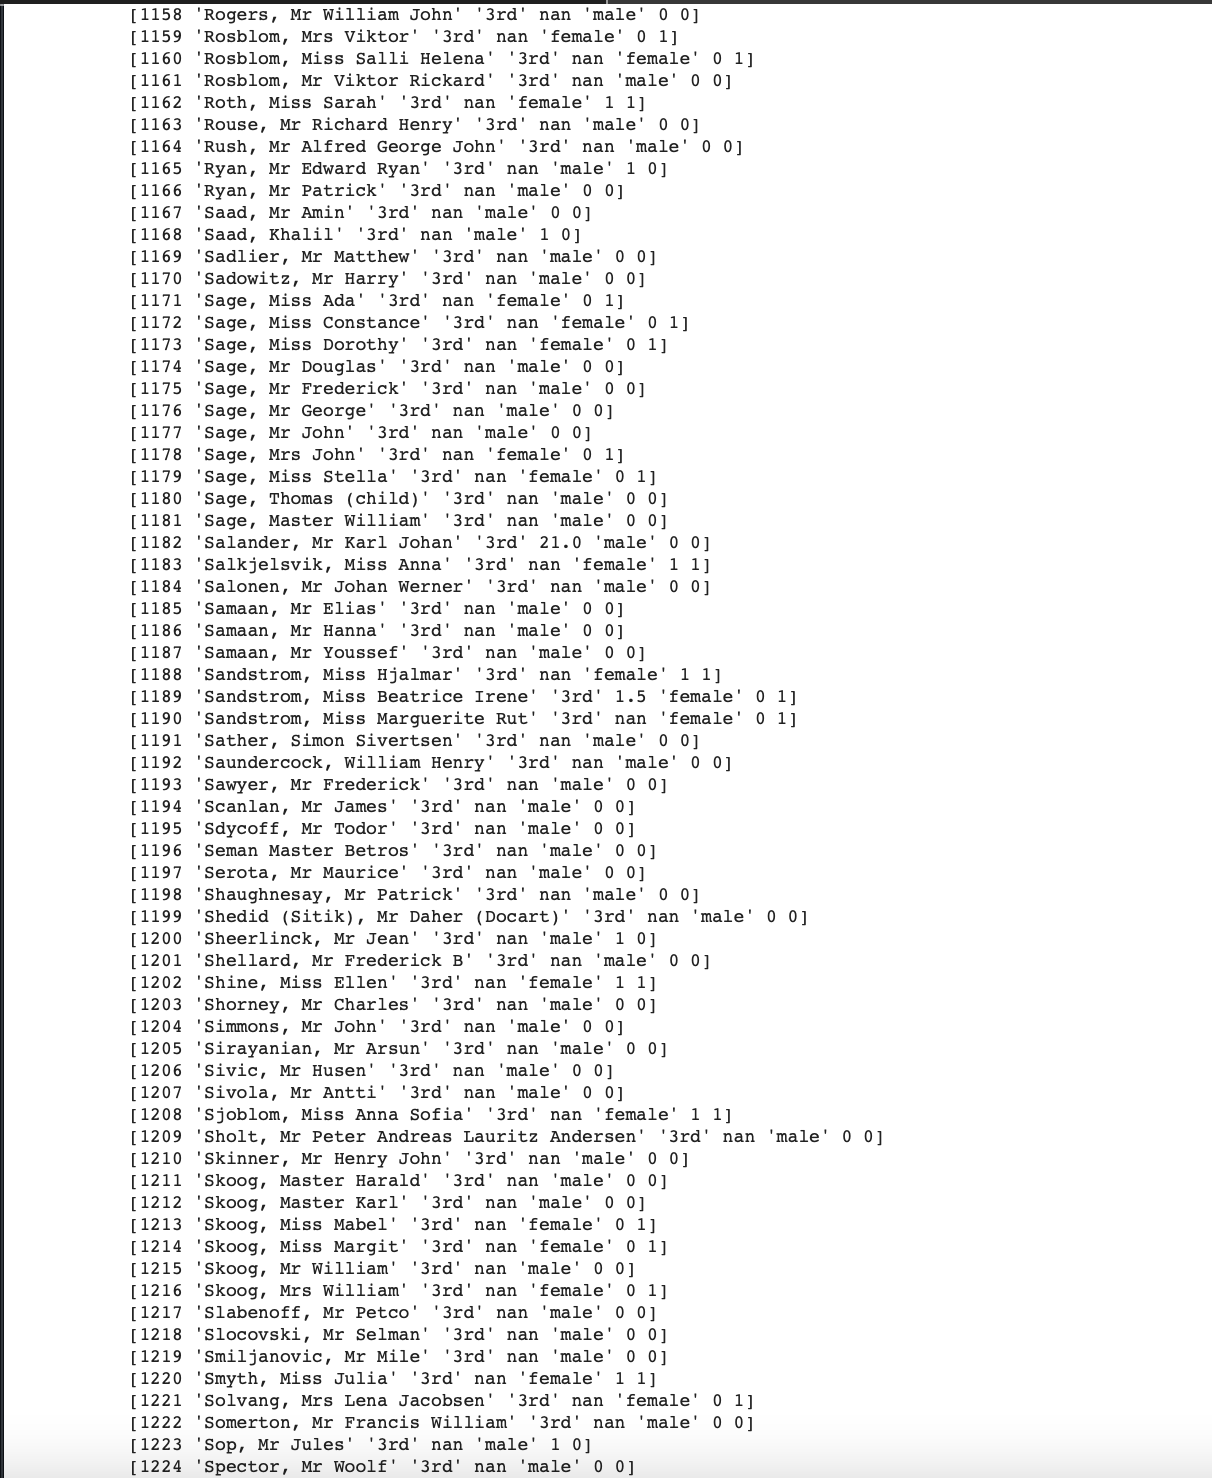 [1158 'Rogers, Mr William John' '3rd' nan 'male' 0 0]
[1159 'Rosblom, Mrs Viktor' '3rd' nan 'female' 0 1]
[1160 'Rosblom, Miss Salli Helena' '3rd' nan 'female' 0 1]
[1161 'Rosblom, Mr Viktor Rickard' '3rd' nan 'male' 0 0]
[1162 'Roth, Miss Sarah' '3rd' nan 'female' 1 1]
[1163 'Rouse, Mr Richard Henry' '3rd' nan 'male' 0 0]
[1164 'Rush, Mr Alfred George John' '3rd' nan 'male' 0 0]
[1165 'Ryan, Mr Edward Ryan' '3rd' nan 'male' 1 0]
[1166 'Ryan, Mr Patrick' '3rd' nan 'male' 0 0]
[1167 'Saad, Mr Amin' '3rd' nan 'male' 0 0]
[1168 'Saad, Khalil' '3rd' nan 'male' 1 0]
[1169 'Sadlier, Mr Matthew' '3rd' nan 'male' 0 0]
[1170 'Sadowitz, Mr Harry' '3rd' nan 'male' 0 0]
[1171 'Sage, Miss Ada' '3rd' nan 'female' 0 1]
[1172 'Sage, Miss Constance' '3rd' nan 'female' 0 1]
[1173 'Sage, Miss Dorothy' '3rd' nan 'female' 0 1]
[1174 'Sage, Mr Douglas' '3rd' nan 'male' 0 0]
[1175 'Sage, Mr Frederick' '3rd' nan 'male' 0 0]
[1176 'Sage, Mr George' '3rd' nan 'male' 0 0]
[1177 'Sage, Mr John' '3rd' nan 'male' 0 0]
[1178 'Sage, Mrs John' '3rd' nan 'female' 0 1]
[1179 'Sage, Miss Stella' '3rd' nan 'female' 0 1]
[1180 'Sage, Thomas (child)' '3rd' nan 'male' 0 0]
[1181 'Sage, Master William' '3rd' nan 'male' 0 0]
[1182 'Salander, Mr Karl Johan' '3rd' 21.0 'male' 0 0]
[1183 'Salkjelsvik, Miss Anna' '3rd' nan 'female' 1 1]
[1184 'Salonen, Mr Johan Werner' '3rd' nan 'male' 0 0]
[1185 'Samaan, Mr Elias' '3rd' nan 'male' 0 0]
[1186 'Samaan, Mr Hanna' '3rd' nan 'male' 0 0]
[1187 'Samaan, Mr Youssef' '3rd' nan 'male' 0 0]
[1188 'Sandstrom, Miss Hjalmar' '3rd' nan 'female' 1 1]
[1189 'Sandstrom, Miss Beatrice Irene' '3rd' 1.5 'female' 0 1]
[1190 'Sandstrom, Miss Marguerite Rut' '3rd' nan 'female' 0 1]
[1191 'Sather, Simon Sivertsen' '3rd' nan 'male' 0 0]
[1192 'Saundercock, William Henry' '3rd' nan 'male' 0 0]
[1193 'Sawyer, Mr Frederick' '3rd' nan 'male' 0 0]
[1194 'Scanlan, Mr James' '3rd' nan 'male' 0 0]
[1195 'Sdycoff, Mr Todor' '3rd' nan 'male' 0 0]
[1196 'Seman Master Betros' '3rd' nan 'male' 0 0]
[1197 'Serota, Mr Maurice' '3rd' nan 'male' 0 0]
[1198 'Shaughnesay, Mr Patrick' '3rd' nan 'male' 0 0]
[1199 'Shedid (Sitik), Mr Daher (Docart)' '3rd' nan 'male' 0 0]
[1200 'Sheerlinck, Mr Jean' '3rd' nan 'male' 1 0]
[1201 'Shellard, Mr Frederick B' '3rd' nan 'male' 0 0]
[1202 'Shine, Miss Ellen' '3rd' nan 'female' 1 1]
[1203 'Shorney, Mr Charles' '3rd' nan 'male' 0 0]
[1204 'Simmons, Mr John' '3rd' nan 'male' 0 0]
[1205 'Sirayanian, Mr Arsun' '3rd' nan 'male' 0 0]
[1206 'Sivic, Mr Husen' '3rd' nan 'male' 0 0]
[1207 'Sivola, Mr Antti' '3rd' nan 'male' 0 0]
[1208 'Sjoblom, Miss Anna Sofia' '3rd' nan 'female' 1 1]
[1209 'Sholt, Mr Peter Andreas Lauritz Andersen' '3rd' nan 'male' 0 0]
[1210 'Skinner, Mr Henry John' '3rd' nan 'male' 0 0]
[1211 'Skoog, Master Harald' '3rd' nan 'male' 0 0]
[1212 'Skoog, Master Karl' '3rd' nan 'male' 0 0]
[1213 'Skoog, Miss Mabel' '3rd' nan 'female' 0 1]
[1214 'Skoog, Miss Margit' '3rd' nan 'female' 0 1]
[1215 'Skoog, Mr William' '3rd' nan 'male' 0 0]
[1216 'Skoog, Mrs William' '3rd' nan 'female' 0 1]
[1217 'Slabenoff, Mr Petco' '3rd' nan 'male' 0 0]
[1218 'Slocovski, Mr Selman' '3rd' nan 'male' 0 0]
[1219 'Smiljanovic, Mr Mile' '3rd' nan 'male' 0 0]
[1220 'Smyth, Miss Julia' '3rd' nan 'female' 1 1]
[1221 'Solvang, Mrs Lena Jacobsen' '3rd' nan 'female' 0 1]
[1222 'Somerton, Mr Francis William' '3rd' nan 'male' 0 0]
[1223 'Sop, Mr Jules' '3rd' nan 'male' 1 0]
[1224 'Spector, Mr Woolf' '3rd' nan 'male' 0 0]